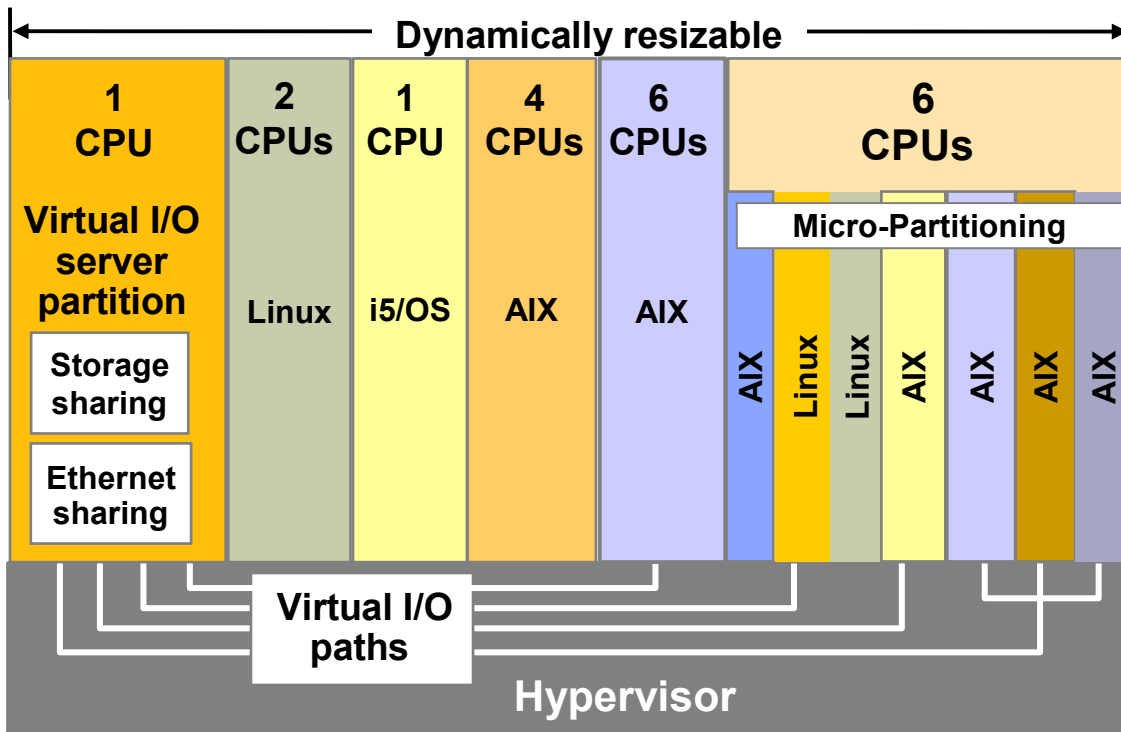 Dynamically resizable
1
CPU
2
CPUs
1
CPU
4
CPUs
6
CPUs
6
CPUs
Virtual I/O
server
partition
Linux
i5/OS
AIX
AIX
Micro-Partitioning
AIX
Linux
Linux
AIX
AIX
AIX
AIX
Storage
sharing
Ethernet
sharing
Virtual I/O
paths
Hypervisor